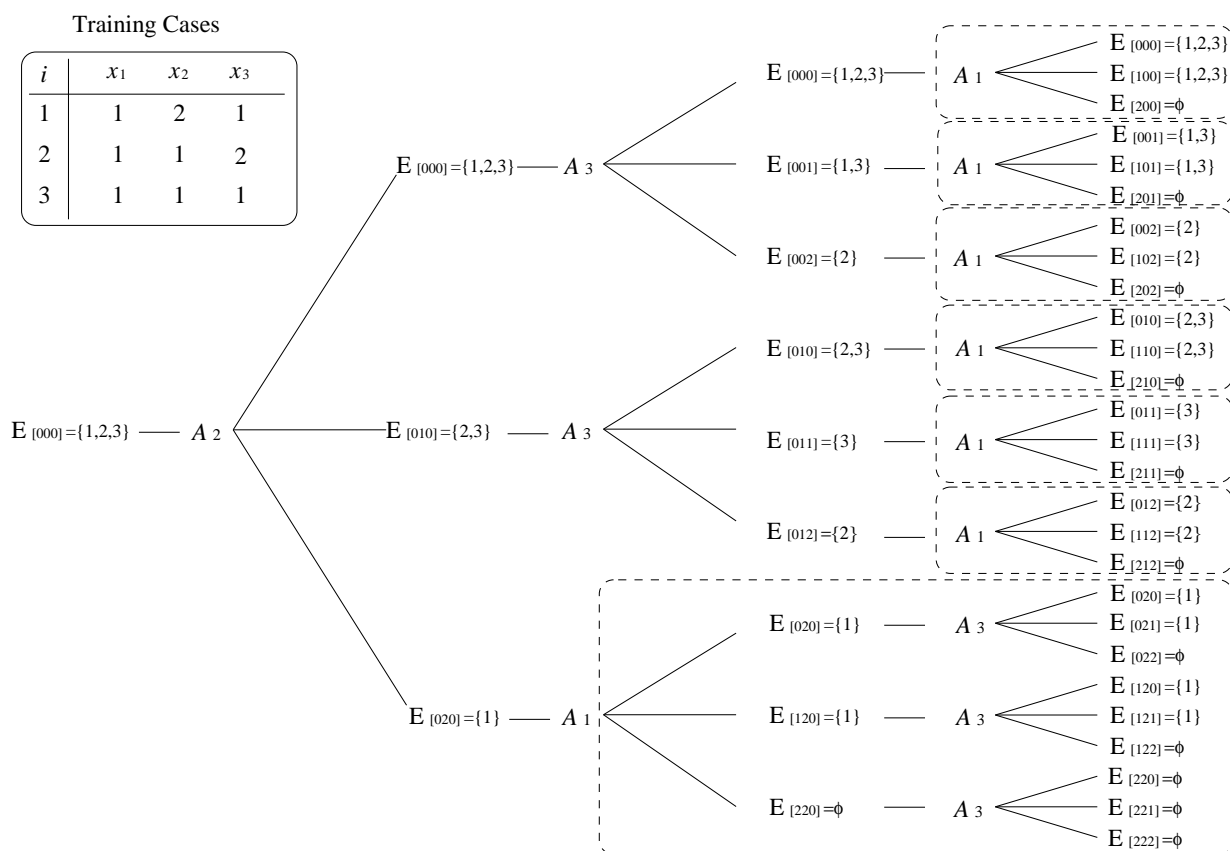 Training Cases
i x1 x2 x3
1 1 2 1
2 1 1 2
3 1 1 1
E [000] ={1,2,3}
A 2
E [000] ={1,2,3}
A 3
E [010] ={2,3}
A 3
E [020] ={1}
A 1
E [000] ={1,2,3}
A 1
E [000] ={1,2,3}
E [100] ={1,2,3}
E [200] =ϕ
E [001] ={1,3}
A 1
E [001] ={1,3}
E [101] ={1,3}
E [201] =ϕ
E [002] ={2}
A 1
E [002] ={2}
E [102] ={2}
E [202] =ϕ
E [010] ={2,3}
A 1
E [010] ={2,3}
E [110] ={2,3}
E [210] =ϕ
E [011] ={3}
A 1
E [011] ={3}
E [111] ={3}
E [211] =ϕ
E [012] ={2}
A 1
E [012] ={2}
E [112] ={2}
E [212] =ϕ
E [020] ={1}
A 3
E [020] ={1}
E [021] ={1}
E [022] =ϕ
E [120] ={1}
A 3
E [120] ={1}
E [121] ={1}
E [122] =ϕ
E [220] =ϕ
A 3
E [220] =ϕ
E [221] =ϕ
E [222] =ϕ